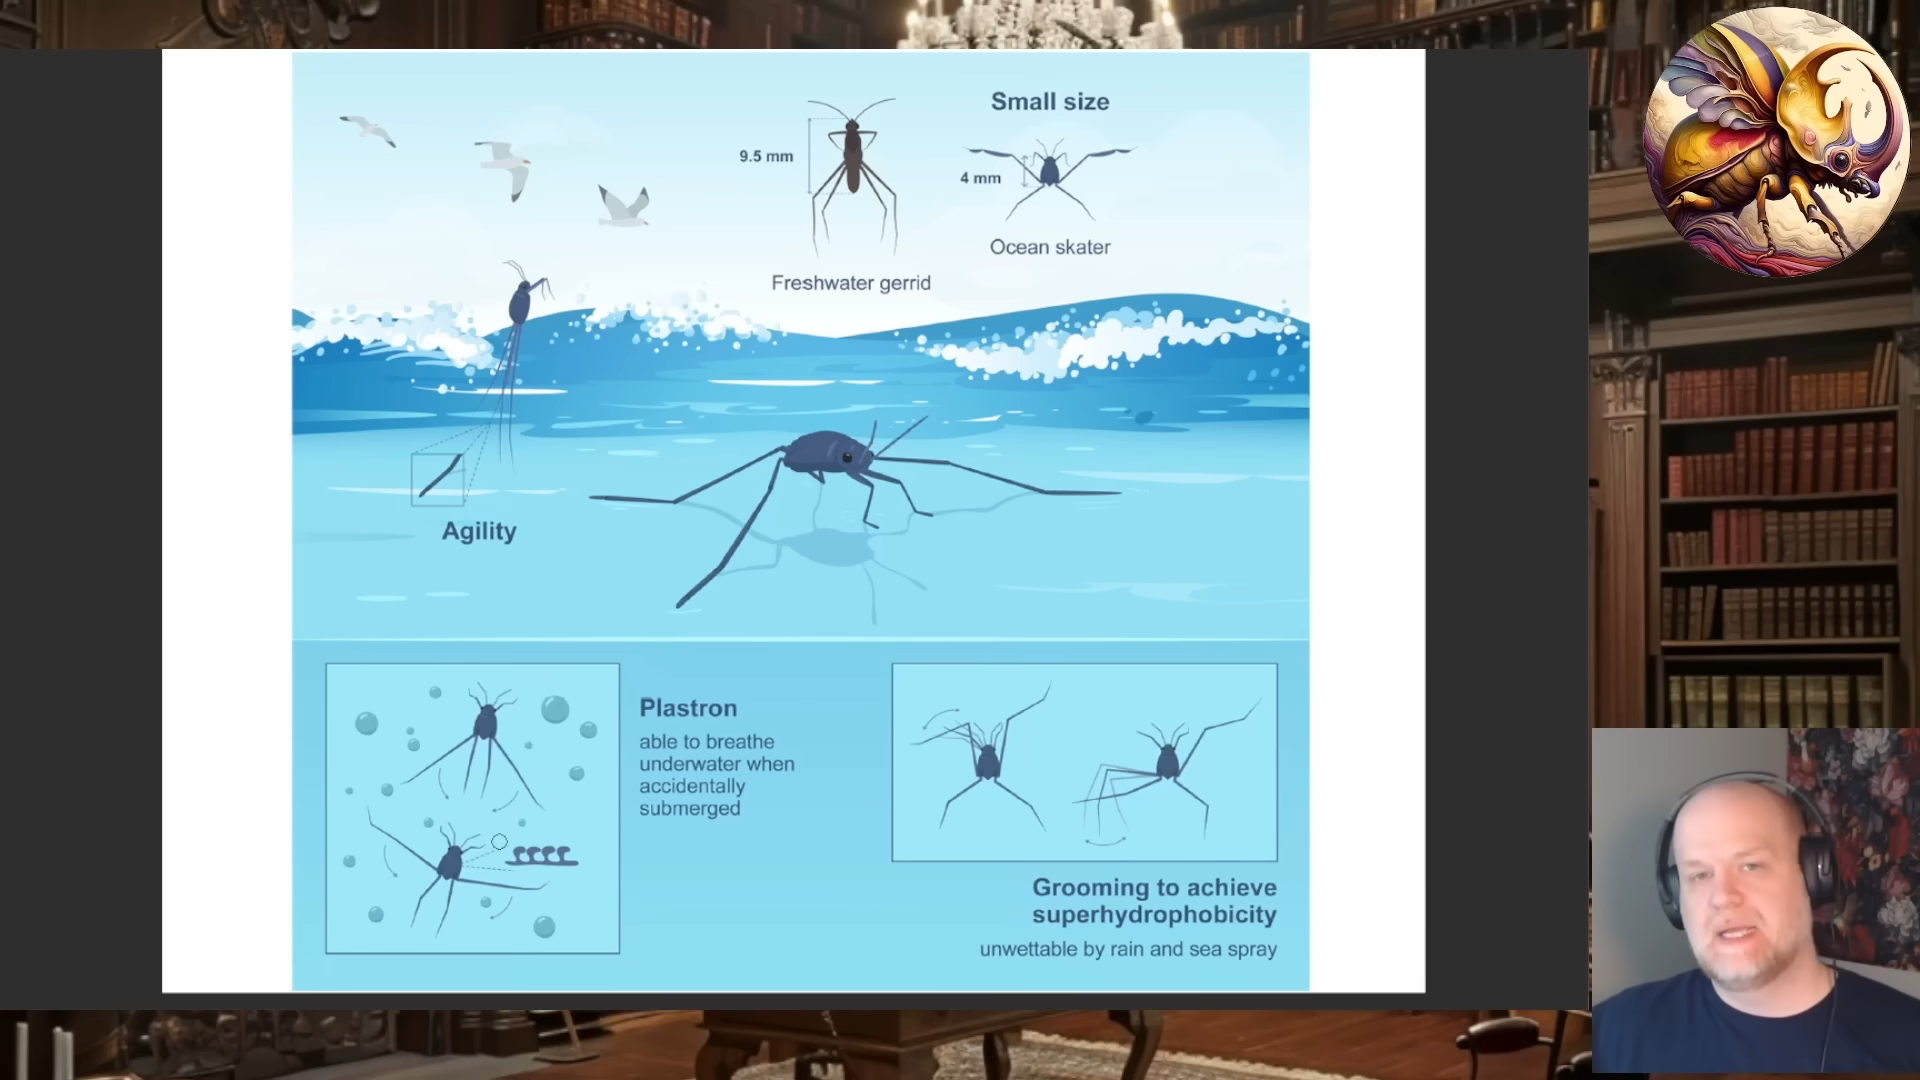 Small size
9.5 mm
4 mm
Ocean skater
Freshwater gerrid
Agility
Plastron
able to breathe
underwater when
accidentally
submerged
Grooming to achieve
superhydrophobicity
unwettable by rain and sea spray